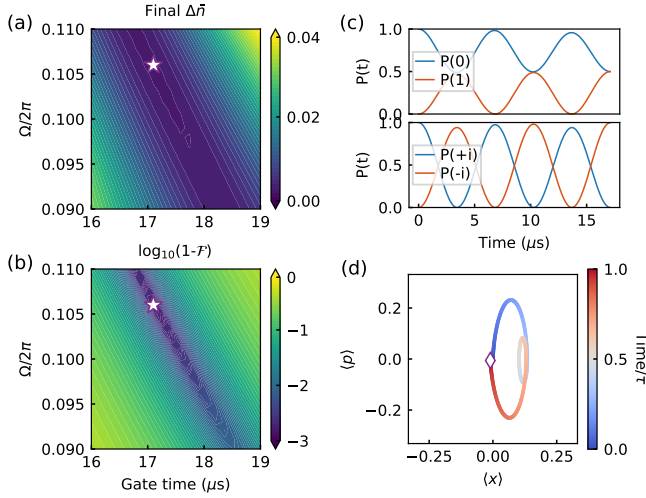 (a)
Final Δn̄
Ω/2π
0.110
0.105
0.100
0.095
0.090
16
17
18
19
0.04
0.02
0.00
(b)
log₁₀(1-ℱ)
Ω/2π
0.110
0.105
0.100
0.095
0.090
16
17
18
19
Gate time (μs)
0
−1
−2
−3
(c)
P(t)
1.0
0.5
0.0
P(0)
P(1)
P(t)
1.0
0.5
0.0
P(+i)
P(-i)
0
5
10
15
Time (μs)
(d)
⟨p⟩
0.2
0.0
−0.2
−0.25
0.00
0.25
⟨x⟩
1.0
0.5
0.0
Time/τ